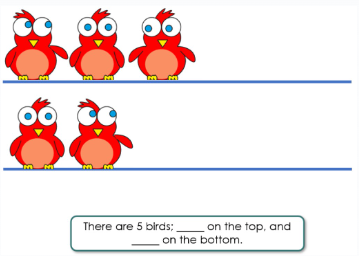 There are 5 birds; _____ on the top, and
_____ on the bottom.